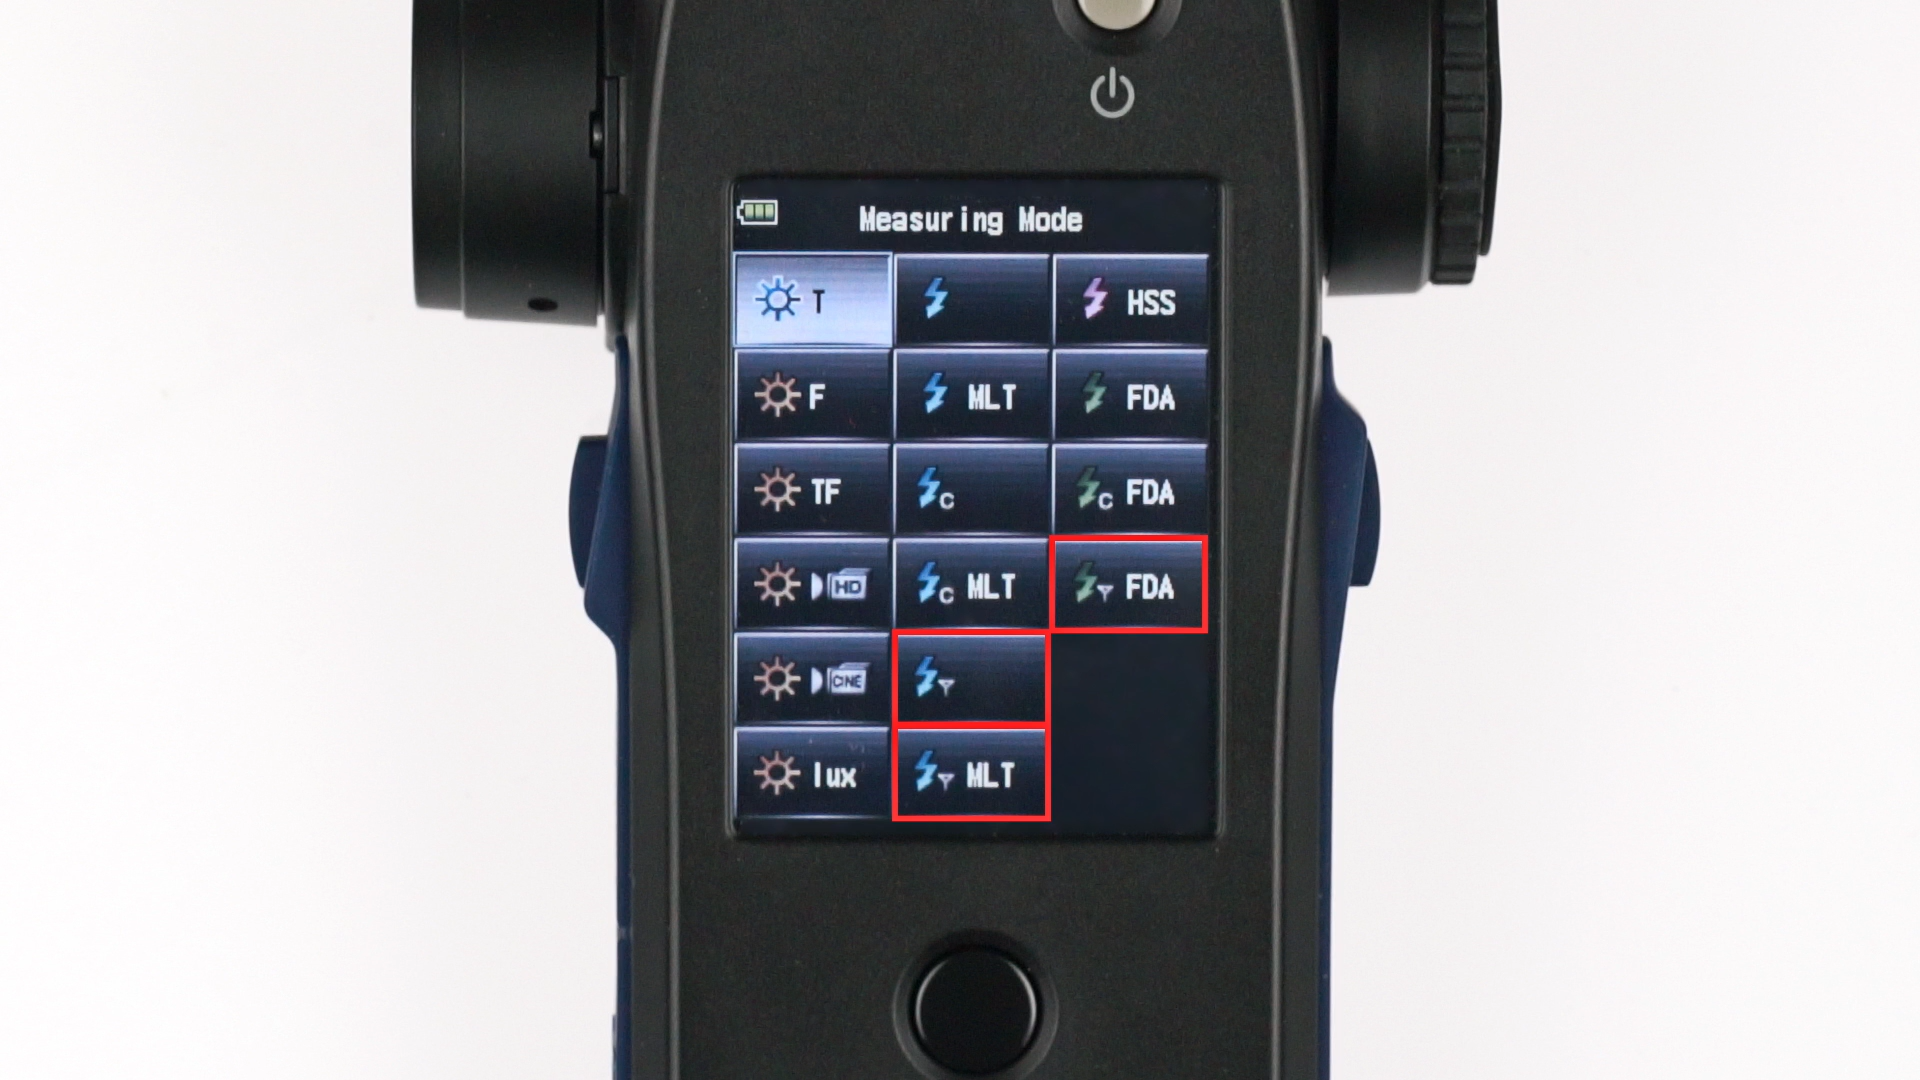 Measuring Mode
T
HSS
F
MLT
FDA
TF
C
C FDA
HD
C MLT
FDA
CINE
lux
MLT